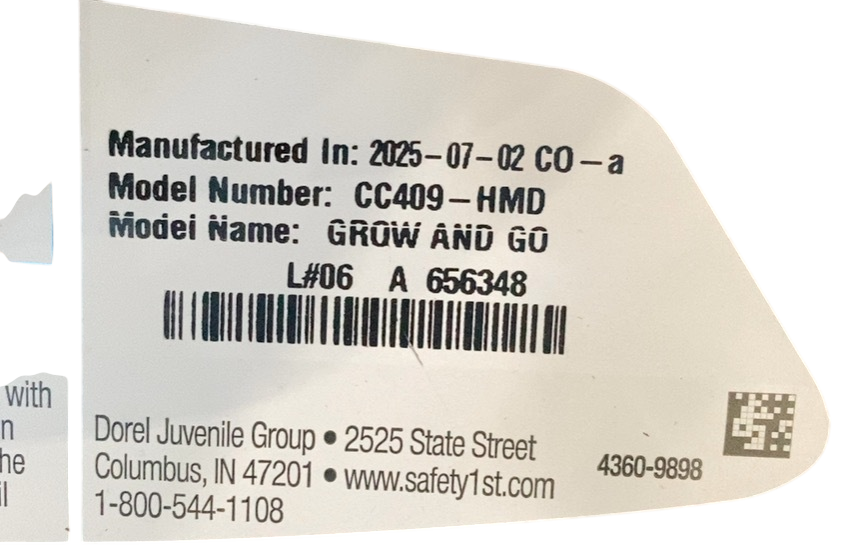 Manufactured In: 2025-07-02 CO-a
Model Number: CC409-HMD
Model Name: GROW AND GO
L#06 A 656348
with
n
he
il
Dorel Juvenile Group • 2525 State Street
Columbus, IN 47201 • www.safety1st.com
1-800-544-1108
4360-9898